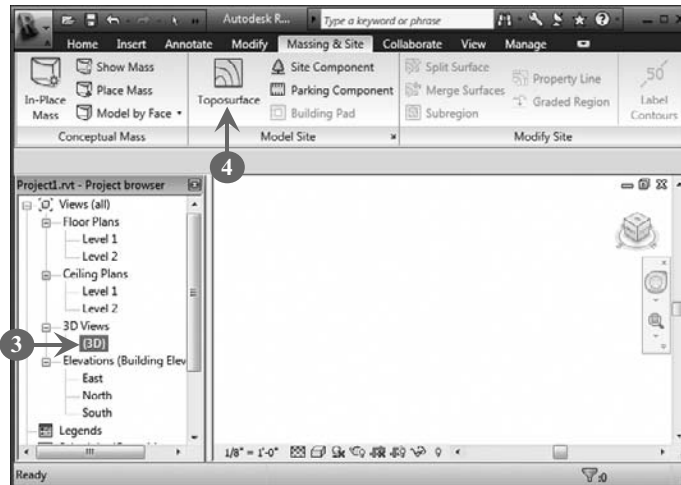 Autodesk R...
Type a keyword or phrase
Home Insert Annotate Modify Massing & Site Collaborate View Manage
Show Mass
Place Mass
Model by Face
In-Place Mass
Conceptual Mass
Toposurface
Site Component
Parking Component
Building Pad
Model Site
Split Surface
Merge Surfaces
Subregion
Property Line
Graded Region
Modify Site
50
Label Contours
4
Project1.rvt - Project browser
Views (all)
Floor Plans
Level 1
Level 2
Ceiling Plans
Level 1
Level 2
3D Views
3
{3D}
Elevations (Building Elev
East
North
South
Legends
1/8" = 1'-0"
Ready
:0